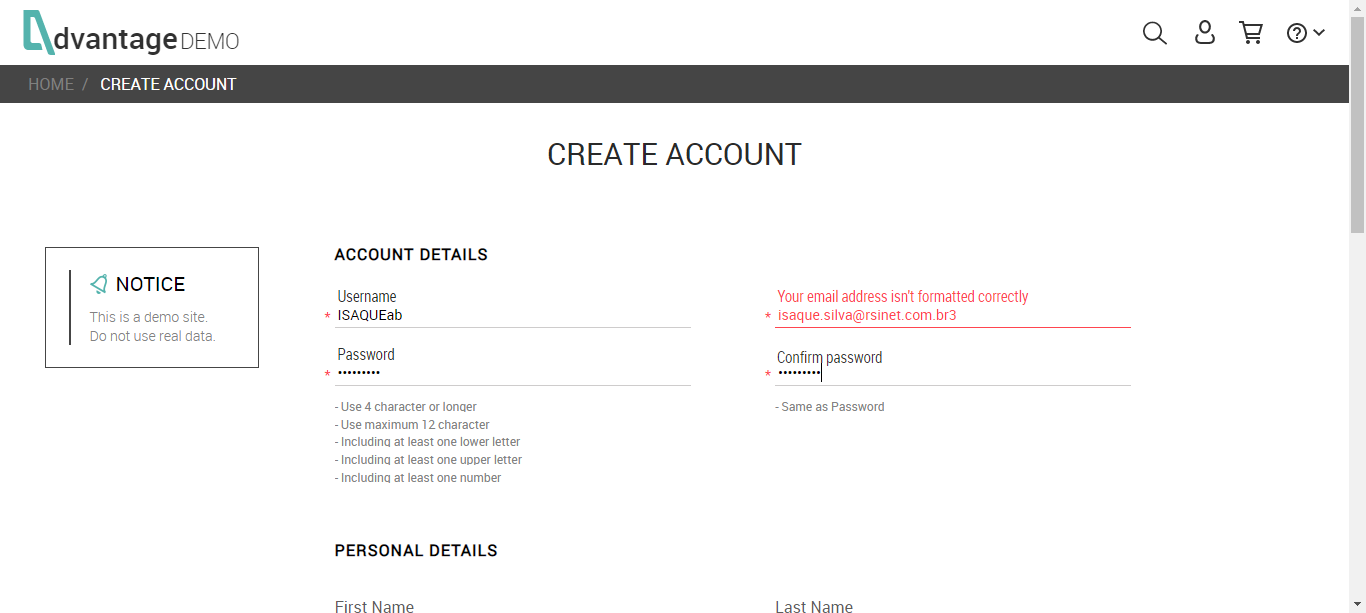 dvantage DEMO
HOME / CREATE ACCOUNT
CREATE ACCOUNT
NOTICE
This is a demo site.
Do not use real data.
ACCOUNT DETAILS
Username
* ISAQUEab
Your email address isn't formatted correctly
* isaque.silva@rsinet.com.br3
Password
* •••••••••
Confirm password
* •••••••••
- Use 4 character or longer
- Use maximum 12 character
- Including at least one lower letter
- Including at least one upper letter
- Including at least one number
- Same as Password
PERSONAL DETAILS
First Name
Last Name